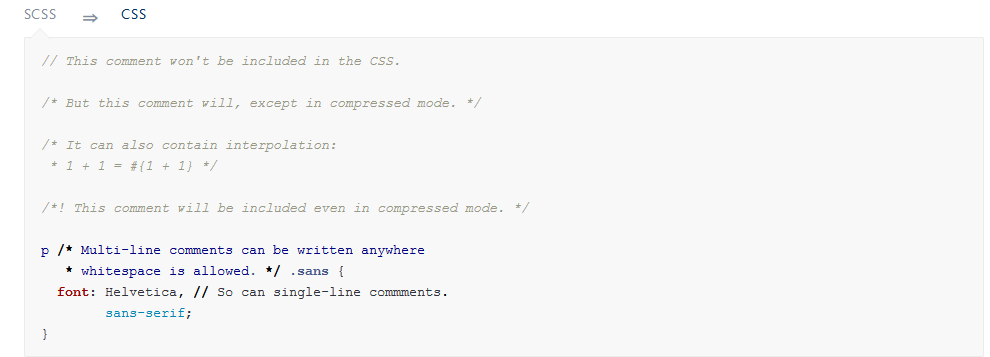 SCSS ⇒ CSS
// This comment won't be included in the CSS.
/* But this comment will, except in compressed mode. */
/* It can also contain interpolation:
 * 1 + 1 = #{1 + 1} */
/*! This comment will be included even in compressed mode. */
p /* Multi-line comments can be written anywhere
   * whitespace is allowed. */ .sans {
  font: Helvetica, // So can single-line commments.
        sans-serif;
}